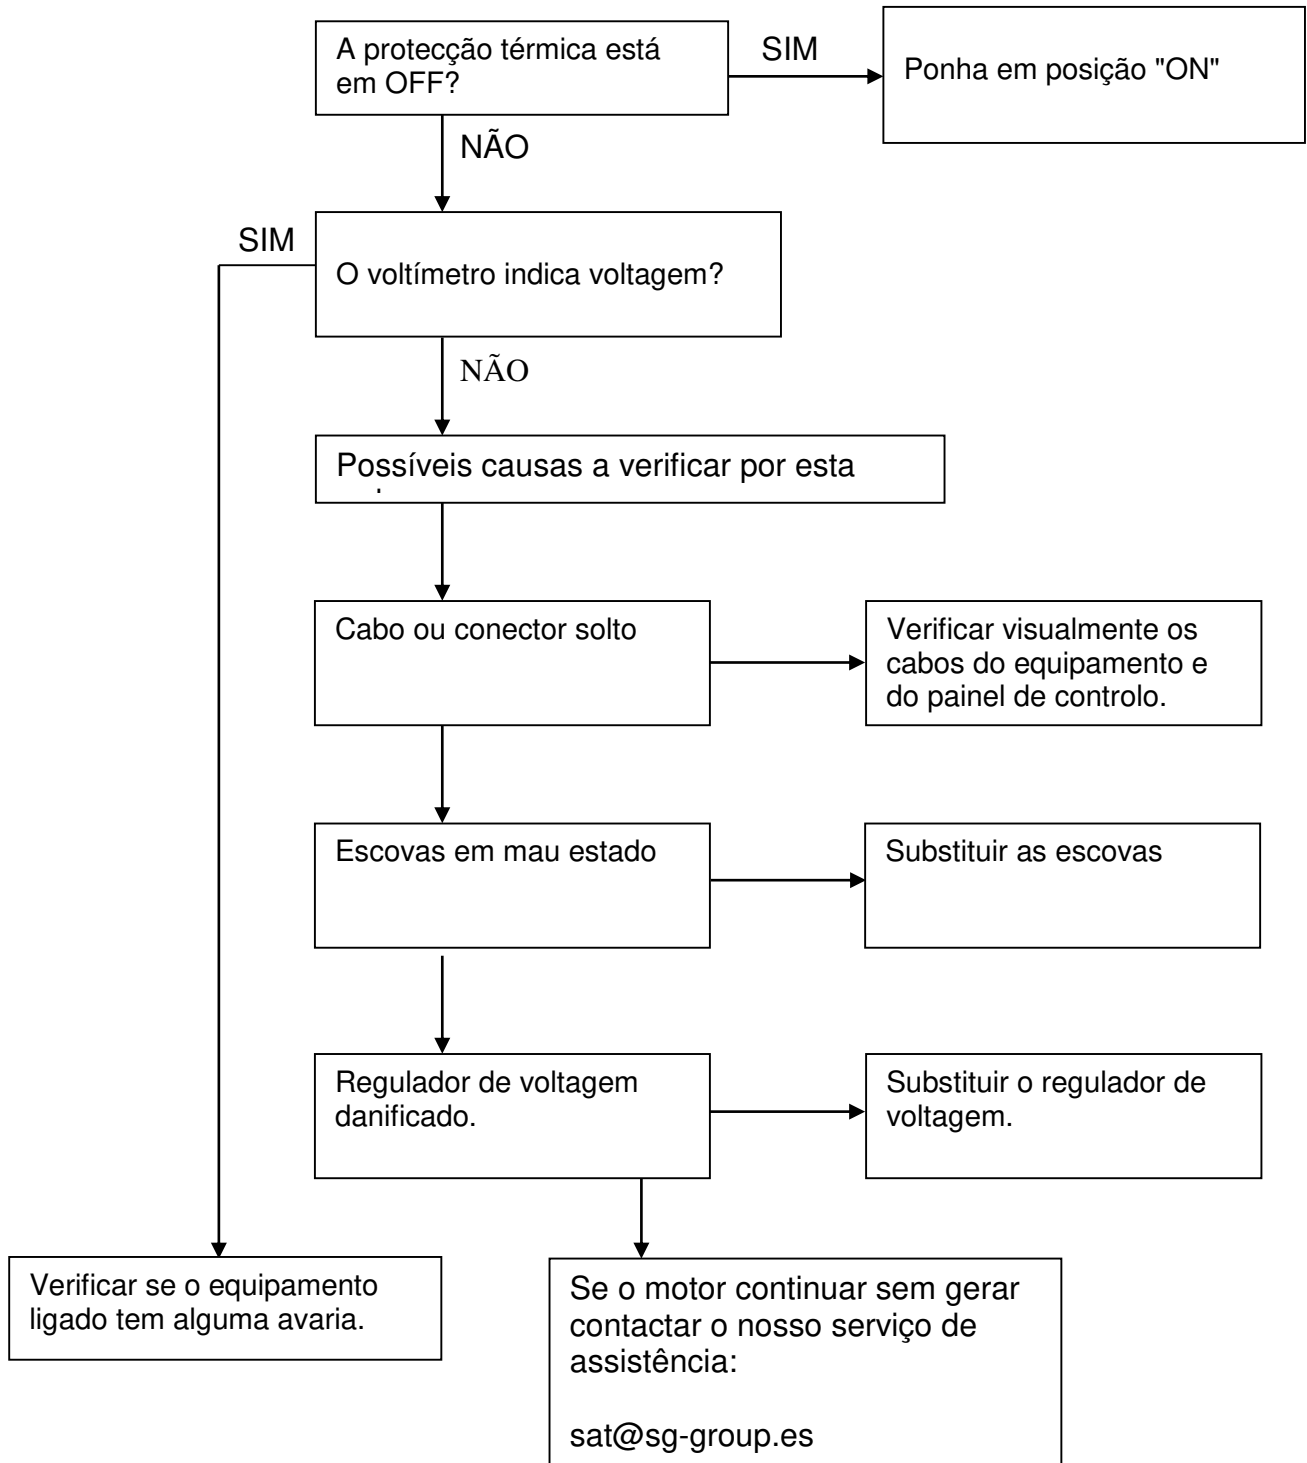 A protecção térmica está
em OFF?
SIM
Ponha em posição "ON"
NÃO
SIM
O voltímetro indica voltagem?
NÃO
Possíveis causas a verificar por esta
Cabo ou conector solto
Verificar visualmente os
cabos do equipamento e
do painel de controlo.
Escovas em mau estado
Substituir as escovas
Regulador de voltagem
danificado.
Substituir o regulador de
voltagem.
Verificar se o equipamento
ligado tem alguma avaria.
Se o motor continuar sem gerar
contactar o nosso serviço de
assistência:
sat@sg-group.es